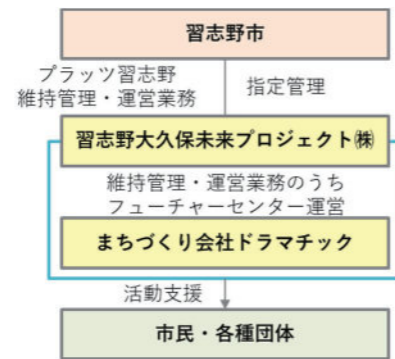 習志野市
プラッツ習志野
維持管理・運営業務
指定管理
習志野大久保未来プロジェクト㈱
維持管理・運営業務のうち
フューチャーセンター運営
まちづくり会社ドラマチック
活動支援
市民・各種団体